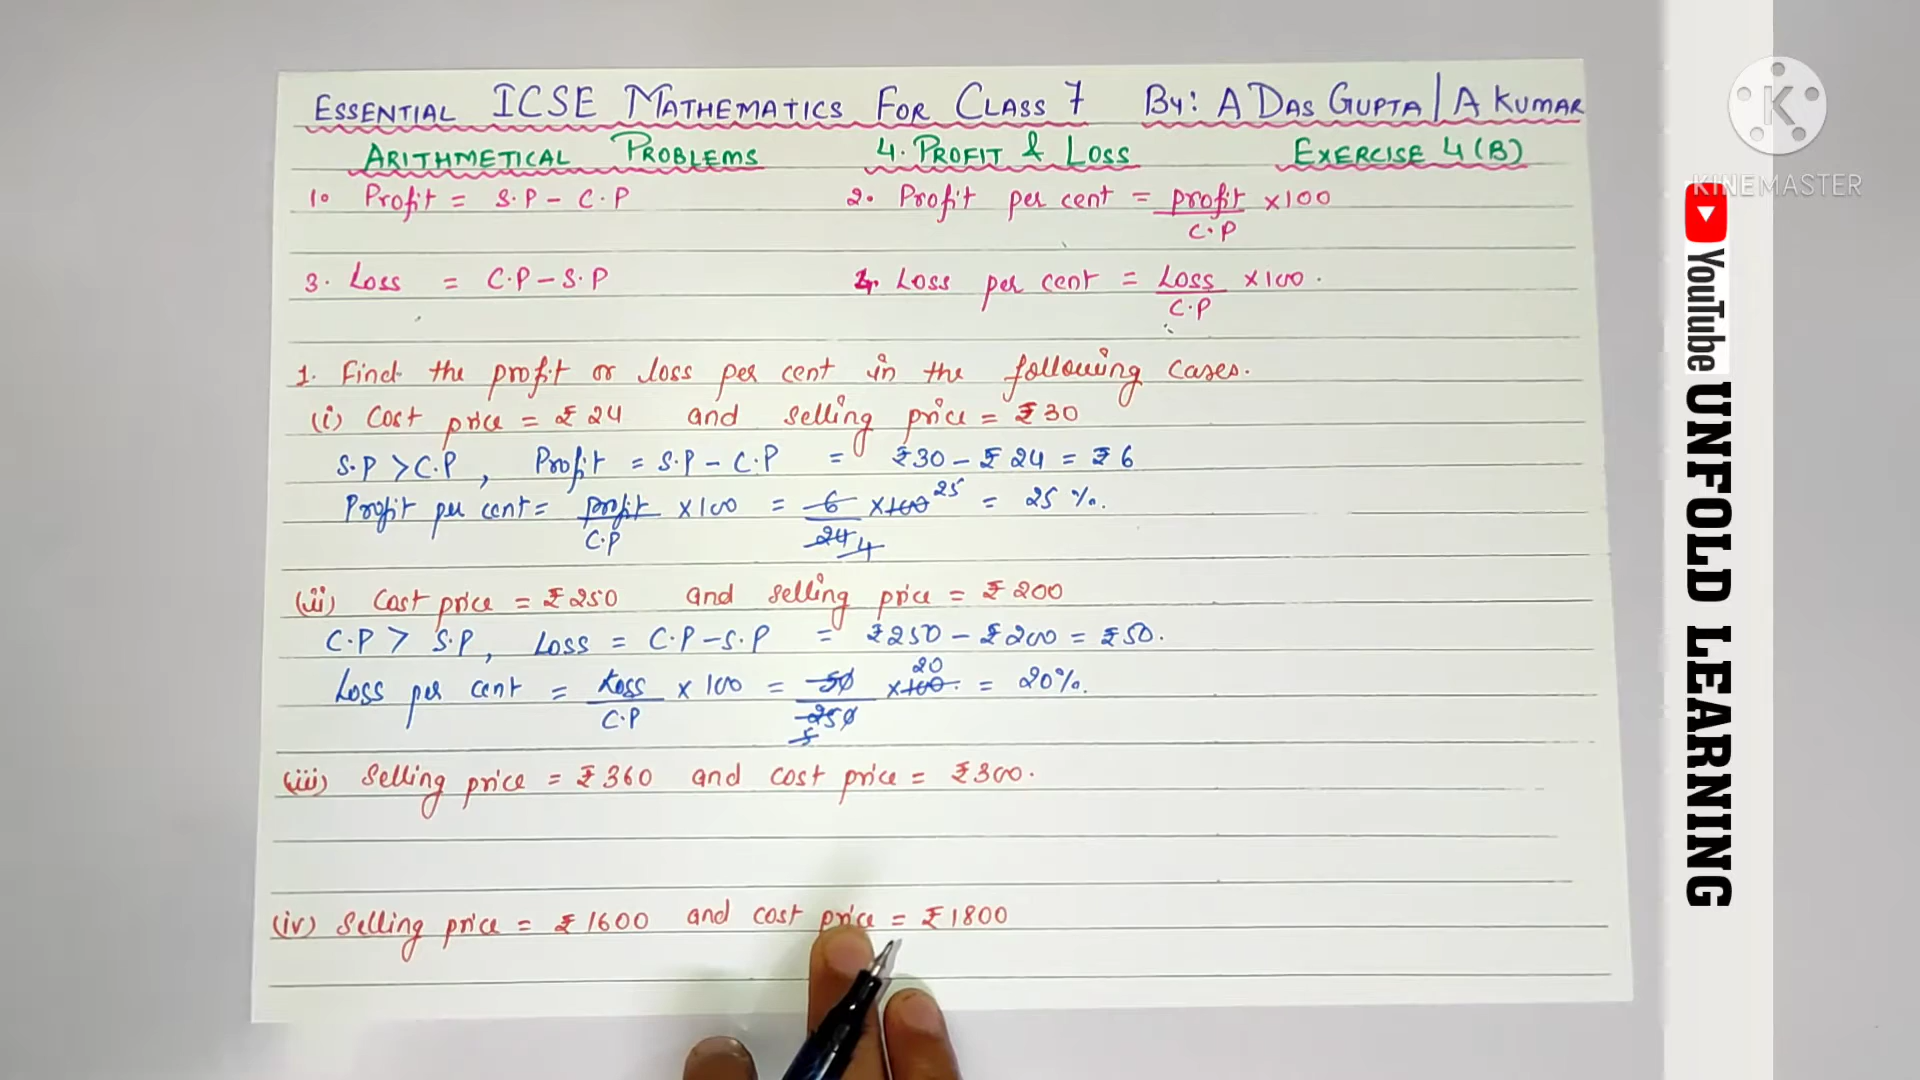 ESSENTIAL ICSE MATHEMATICS FOR CLASS 7 BY: A DAS GUPTA | A KUMAR
ARITHMETICAL PROBLEMS 4. PROFIT & LOSS EXERCISE 4(B)
1. Profit = S.P - C.P 2. Profit per cent = profit/C.P ×100
3. Loss = C.P - S.P 4. Loss per cent = Loss/C.P ×100.
1. Find the profit or loss per cent in the following cases.
(i) Cost price = ₹24 and selling price = ₹30
S.P > C.P, Profit = S.P - C.P = ₹30 - ₹24 = ₹6
Profit per cent = profit/C.P ×100 = 6/24 4 ×100 25 = 25%.
(ii) Cost price = ₹250 and selling price = ₹200
C.P > S.P, Loss = C.P - S.P = ₹250 - ₹200 = ₹50.
Loss per cent = Loss/C.P × 100 = 50/250 5 ×100 20 = 20%.
(iii) Selling price = ₹360 and cost price = ₹300.
(iv) Selling price = ₹1600 and cost price = ₹1800
K
KINEMASTER
YouTube UNFOLD LEARNING